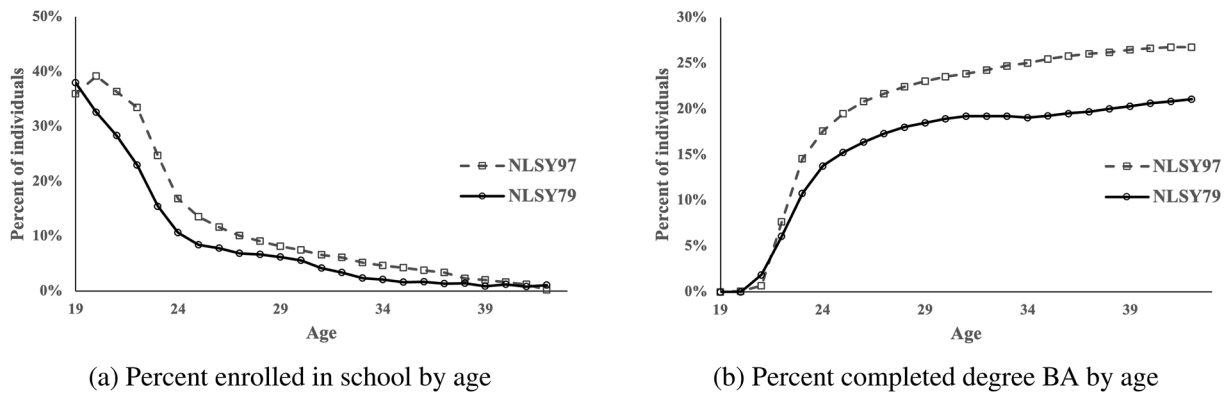 50%
40%
30%
20%
10%
0%
Percent of individuals
19 24 29 34 39
Age
NLSY97
NLSY79
(a) Percent enrolled in school by age
30%
25%
20%
15%
10%
5%
0%
Percent of individuals
19 24 29 34 39
Age
NLSY97
NLSY79
(b) Percent completed degree BA by age